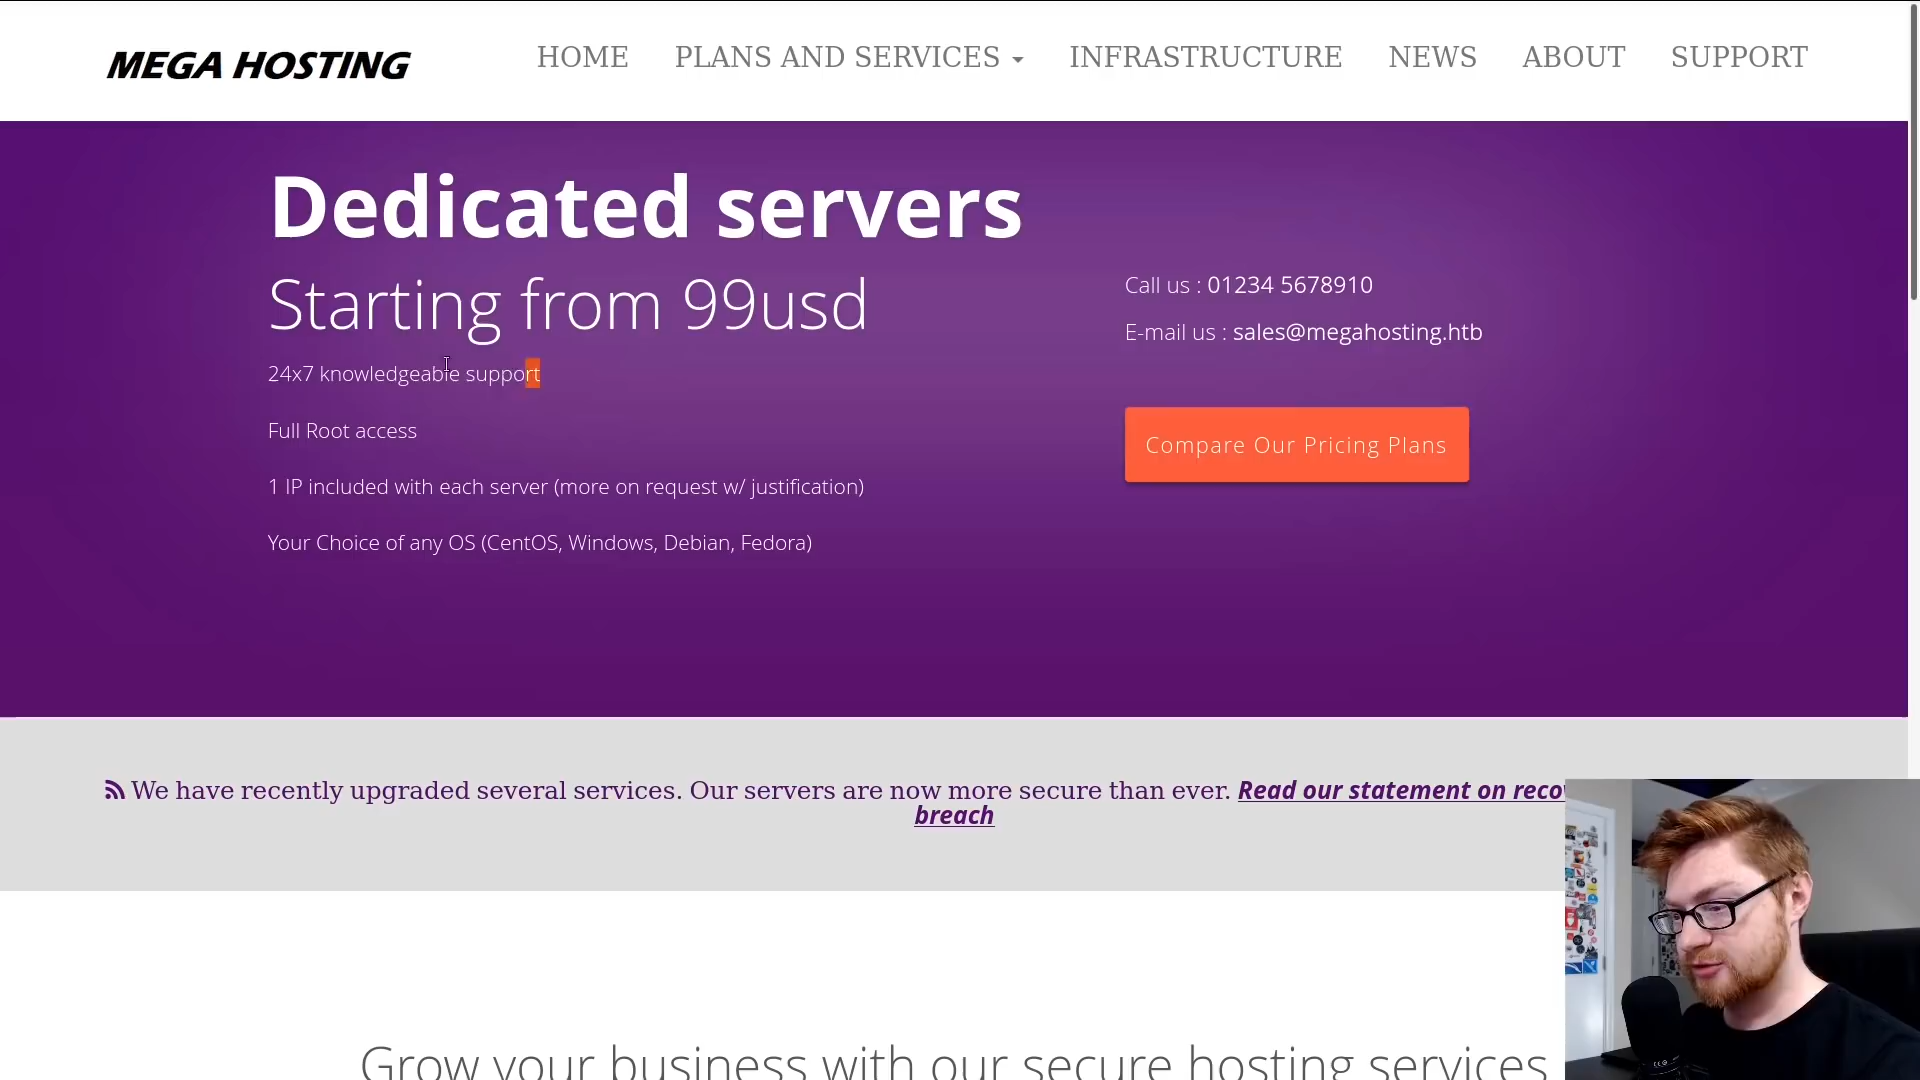 MEGA HOSTING
HOME PLANS AND SERVICES INFRASTRUCTURE NEWS ABOUT SUPPORT
Dedicated servers
Starting from 99usd
24x7 knowledgeable support
Full Root access
1 IP included with each server (more on request w/ justification)
Your Choice of any OS (CentOS, Windows, Debian, Fedora)
Call us : 01234 5678910
E-mail us : sales@megahosting.htb
Compare Our Pricing Plans
We have recently upgraded several services. Our servers are now more secure than ever. Read our statement on
breach
Grow your business with our secure hosting services